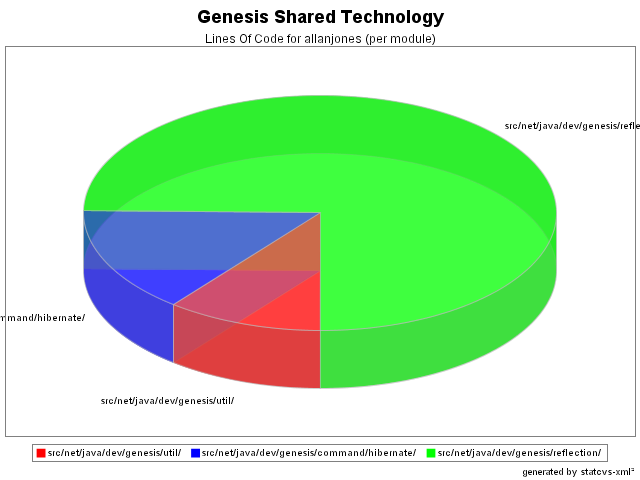 Genesis Shared Technology
Lines Of Code for allanjones (per module)
src/net/java/dev/genesis/refle
mmand/hibernate/
src/net/java/dev/genesis/util/
src/net/java/dev/genesis/util/ src/net/java/dev/genesis/command/hibernate/ src/net/java/dev/genesis/reflection/
generated by statcvs-xml²